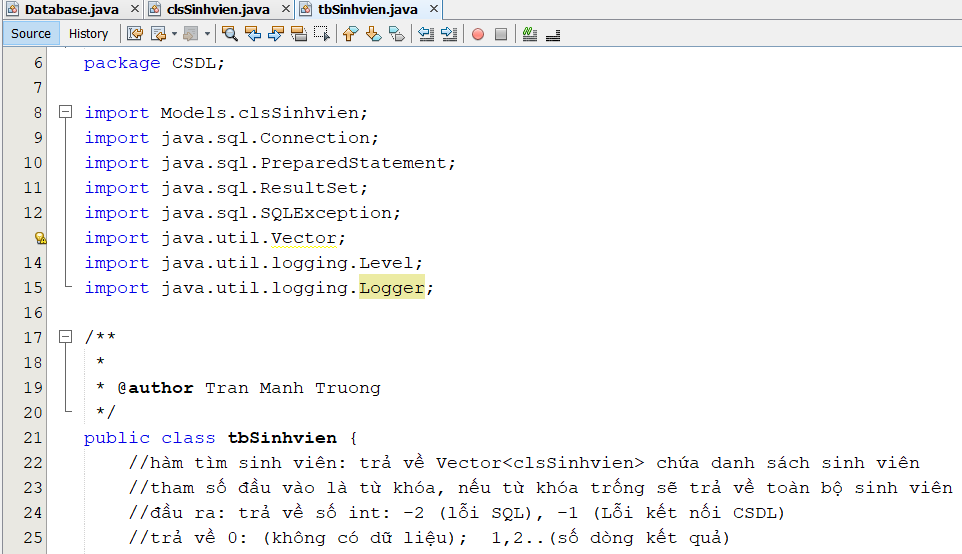 Database.java clsSinhvien.java tbSinhvien.java
Source History
6 package CSDL;
7
8 import Models.clsSinhvien;
9 import java.sql.Connection;
10 import java.sql.PreparedStatement;
11 import java.sql.ResultSet;
12 import java.sql.SQLException;
import java.util.Vector;
14 import java.util.logging.Level;
15 import java.util.logging.Logger;
16
17 /**
18 *
19 * @author Tran Manh Truong
20 */
21 public class tbSinhvien {
22 //hàm tìm sinh viên: trả về Vector<clsSinhvien> chứa danh sách sinh viên
23 //tham số đầu vào là từ khóa, nếu từ khóa trống sẽ trả về toàn bộ sinh viên
24 //đầu ra: trả về số int: -2 (lỗi SQL), -1 (Lỗi kết nối CSDL)
25 //trả về 0: (không có dữ liệu); 1,2..(số dòng kết quả)